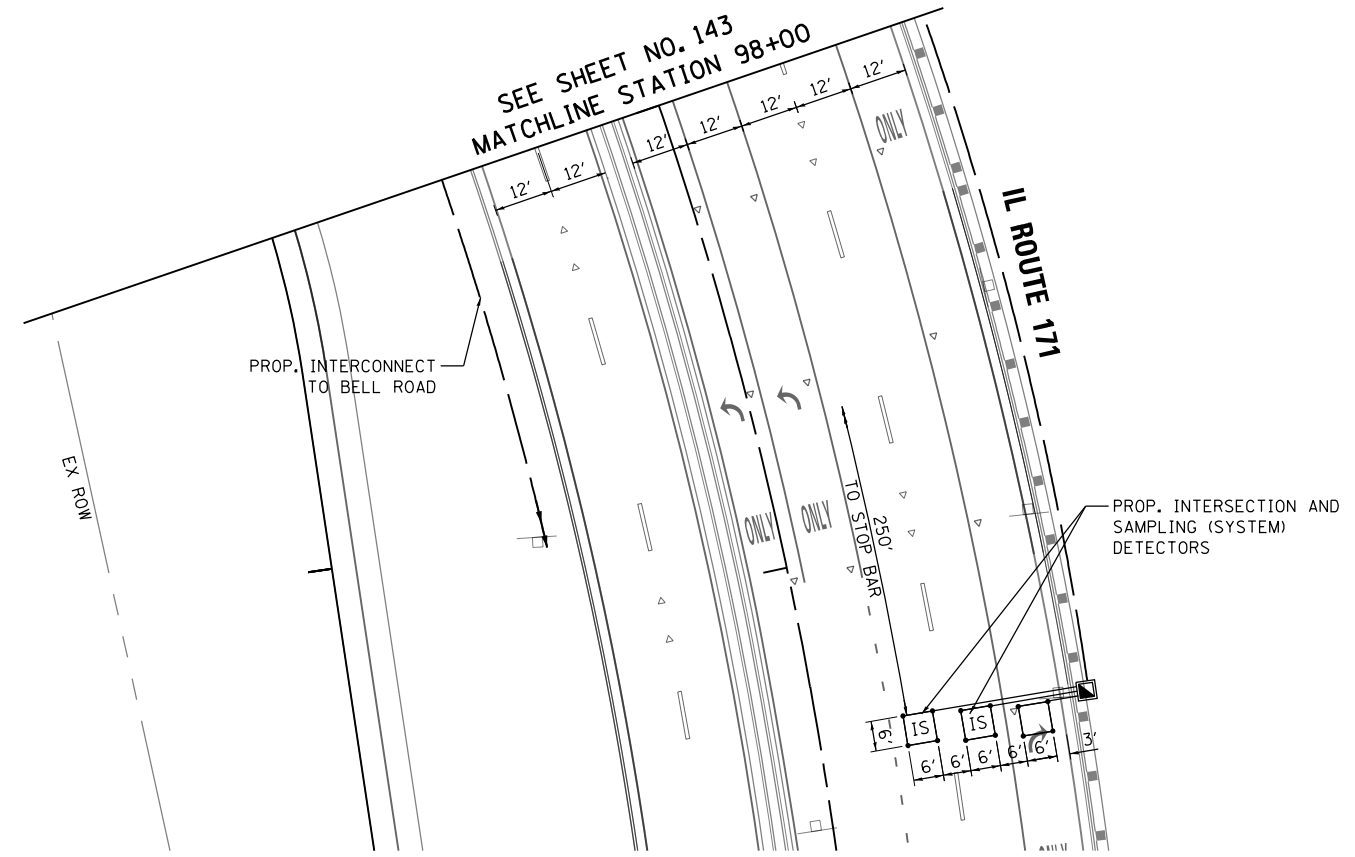 SEE SHEET NO. 143
MATCHLINE STATION 98+00
12'
12'
12'
12'
12'
12'
12'
ONLY
IL ROUTE 171
PROP. INTERCONNECT
TO BELL ROAD
EX ROW
ONLY
ONLY
250'
TO STOP BAR
PROP. INTERSECTION AND
SAMPLING (SYSTEM)
DETECTORS
IS
IS
6'
6'
6'
6'
6'
6'
3'
ONLY